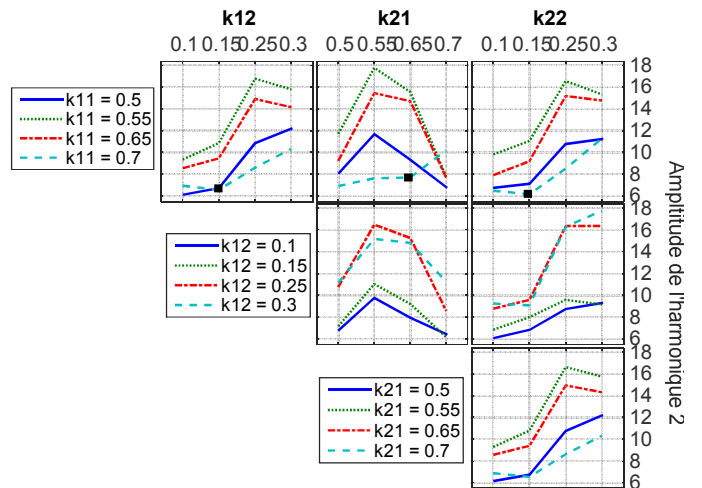 k12 k21 k22
0.1 0.15 0.25 0.3 0.5 0.55 0.65 0.7 0.1 0.15 0.25 0.3
k11 = 0.5
k11 = 0.55
k11 = 0.65
k11 = 0.7
18
16
14
12
10
8
6
k12 = 0.1
k12 = 0.15
k12 = 0.25
k12 = 0.3
18
16
14
12
10
8
6
k21 = 0.5
k21 = 0.55
k21 = 0.65
k21 = 0.7
18
16
14
12
10
8
6
Ampltitude de l'harmonique 2